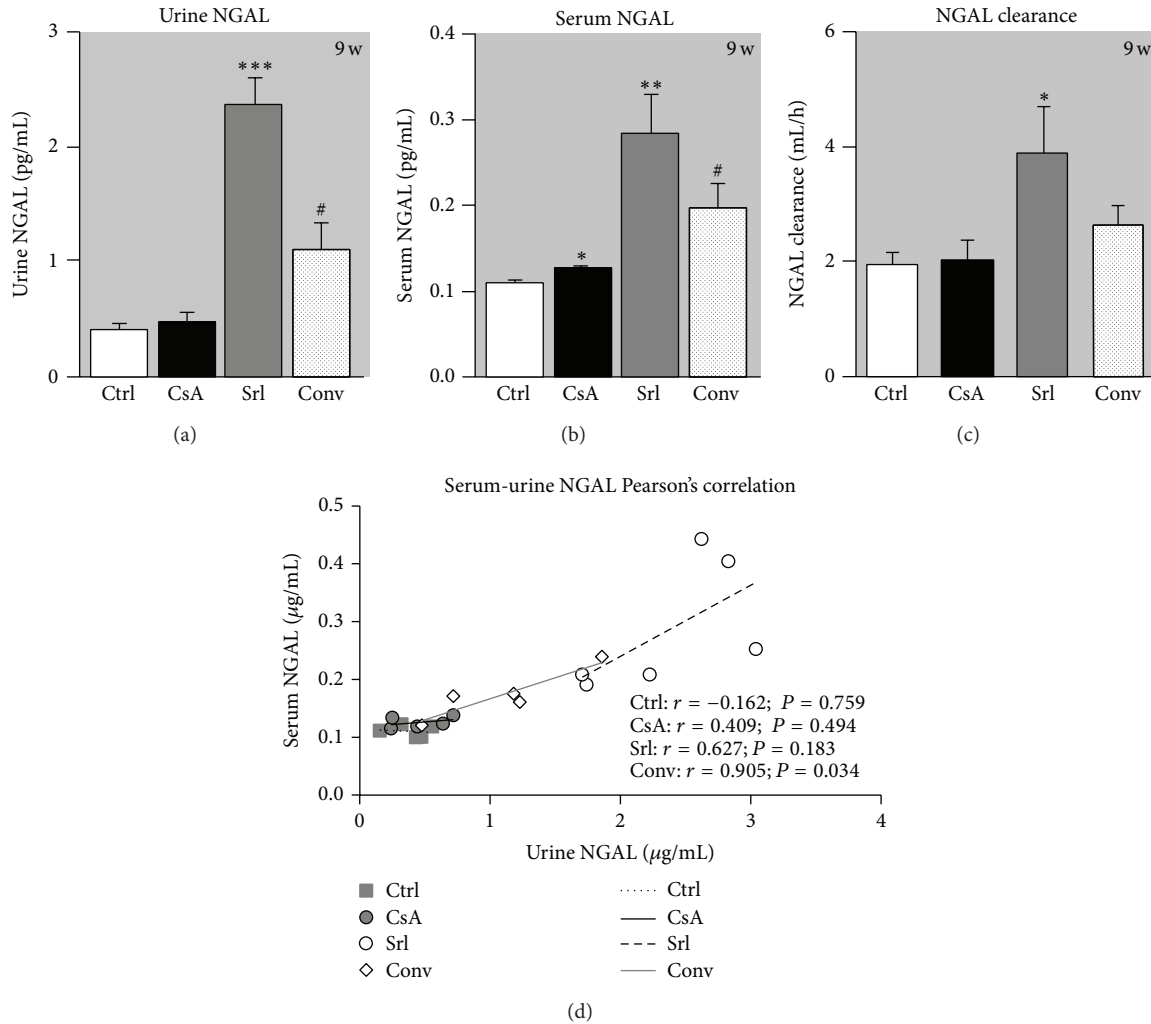 Urine NGAL
3
2
1
0
Urine NGAL (pg/mL)
9 w
***
#
Ctrl CsA Srl Conv
(a)
Serum NGAL
0.4
0.3
0.2
0.1
0.0
Serum NGAL (pg/mL)
9 w
*
**
#
Ctrl CsA Srl Conv
(b)
NGAL clearance
6
4
2
0
NGAL clearance (mL/h)
9 w
*
Ctrl CsA Srl Conv
(c)
Serum-urine NGAL Pearson's correlation
0.5
0.4
0.3
0.2
0.1
0.0
Serum NGAL (μg/mL)
Ctrl: r = −0.162; P = 0.759
CsA: r = 0.409; P = 0.494
Srl: r = 0.627; P = 0.183
Conv: r = 0.905; P = 0.034
0 1 2 3 4
Urine NGAL (μg/mL)
Ctrl Ctrl
CsA CsA
Srl Srl
Conv Conv
(d)